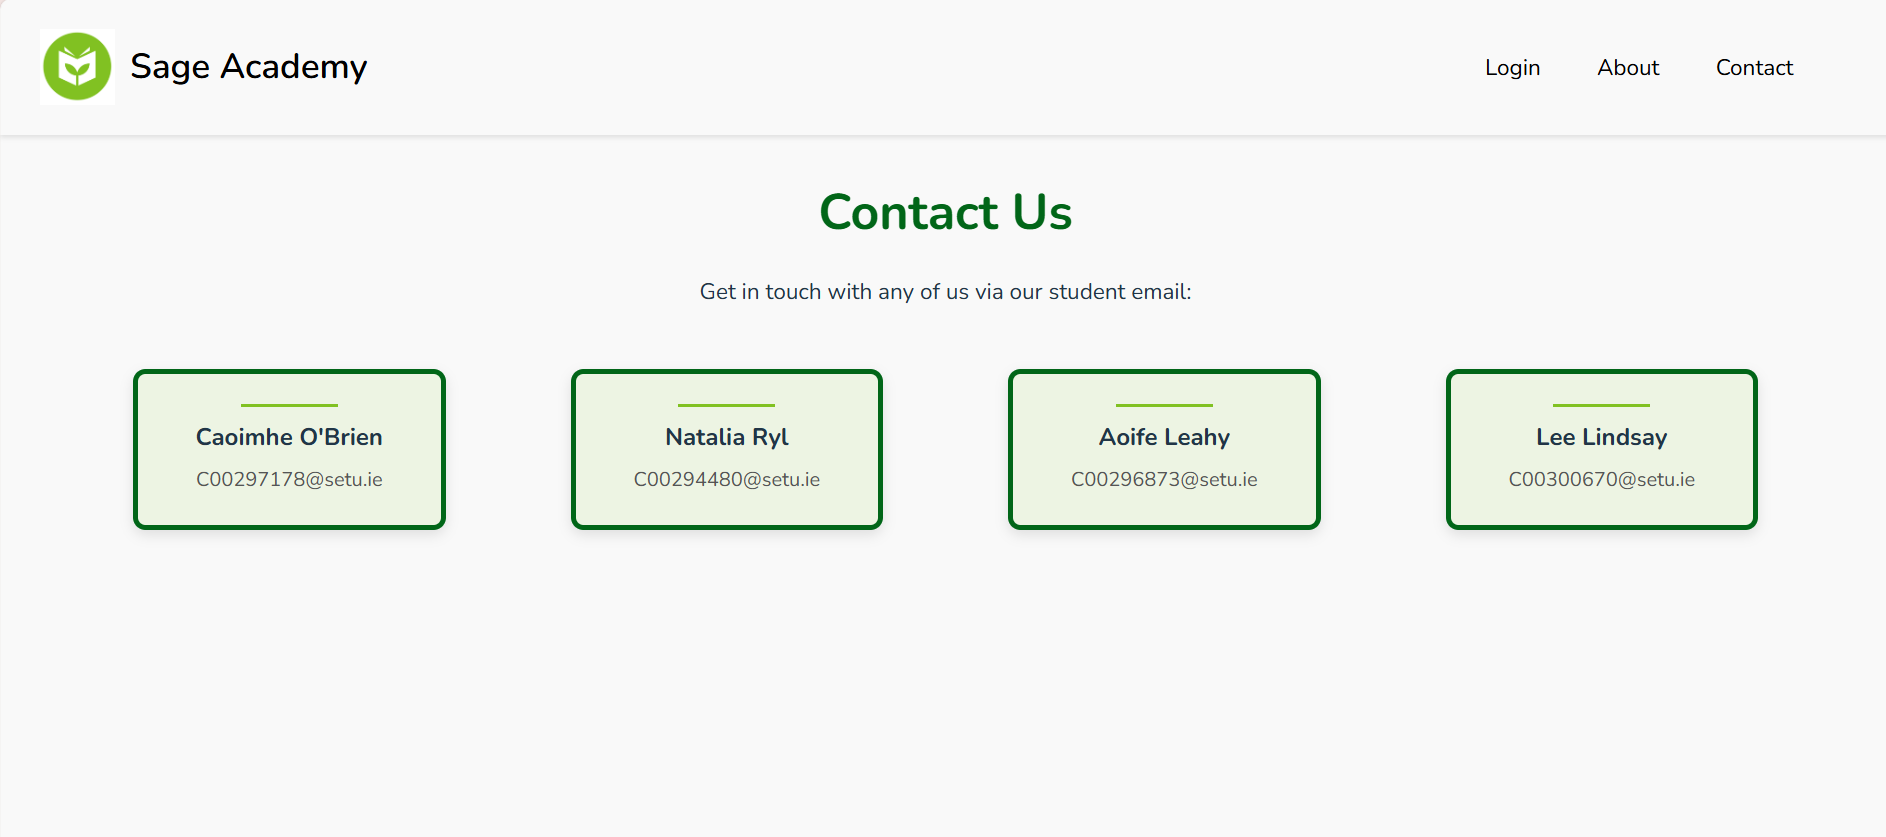 Sage Academy
Login About Contact
Contact Us
Get in touch with any of us via our student email:
Caoimhe O'Brien
C00297178@setu.ie
Natalia Ryl
C00294480@setu.ie
Aoife Leahy
C00296873@setu.ie
Lee Lindsay
C00300670@setu.ie